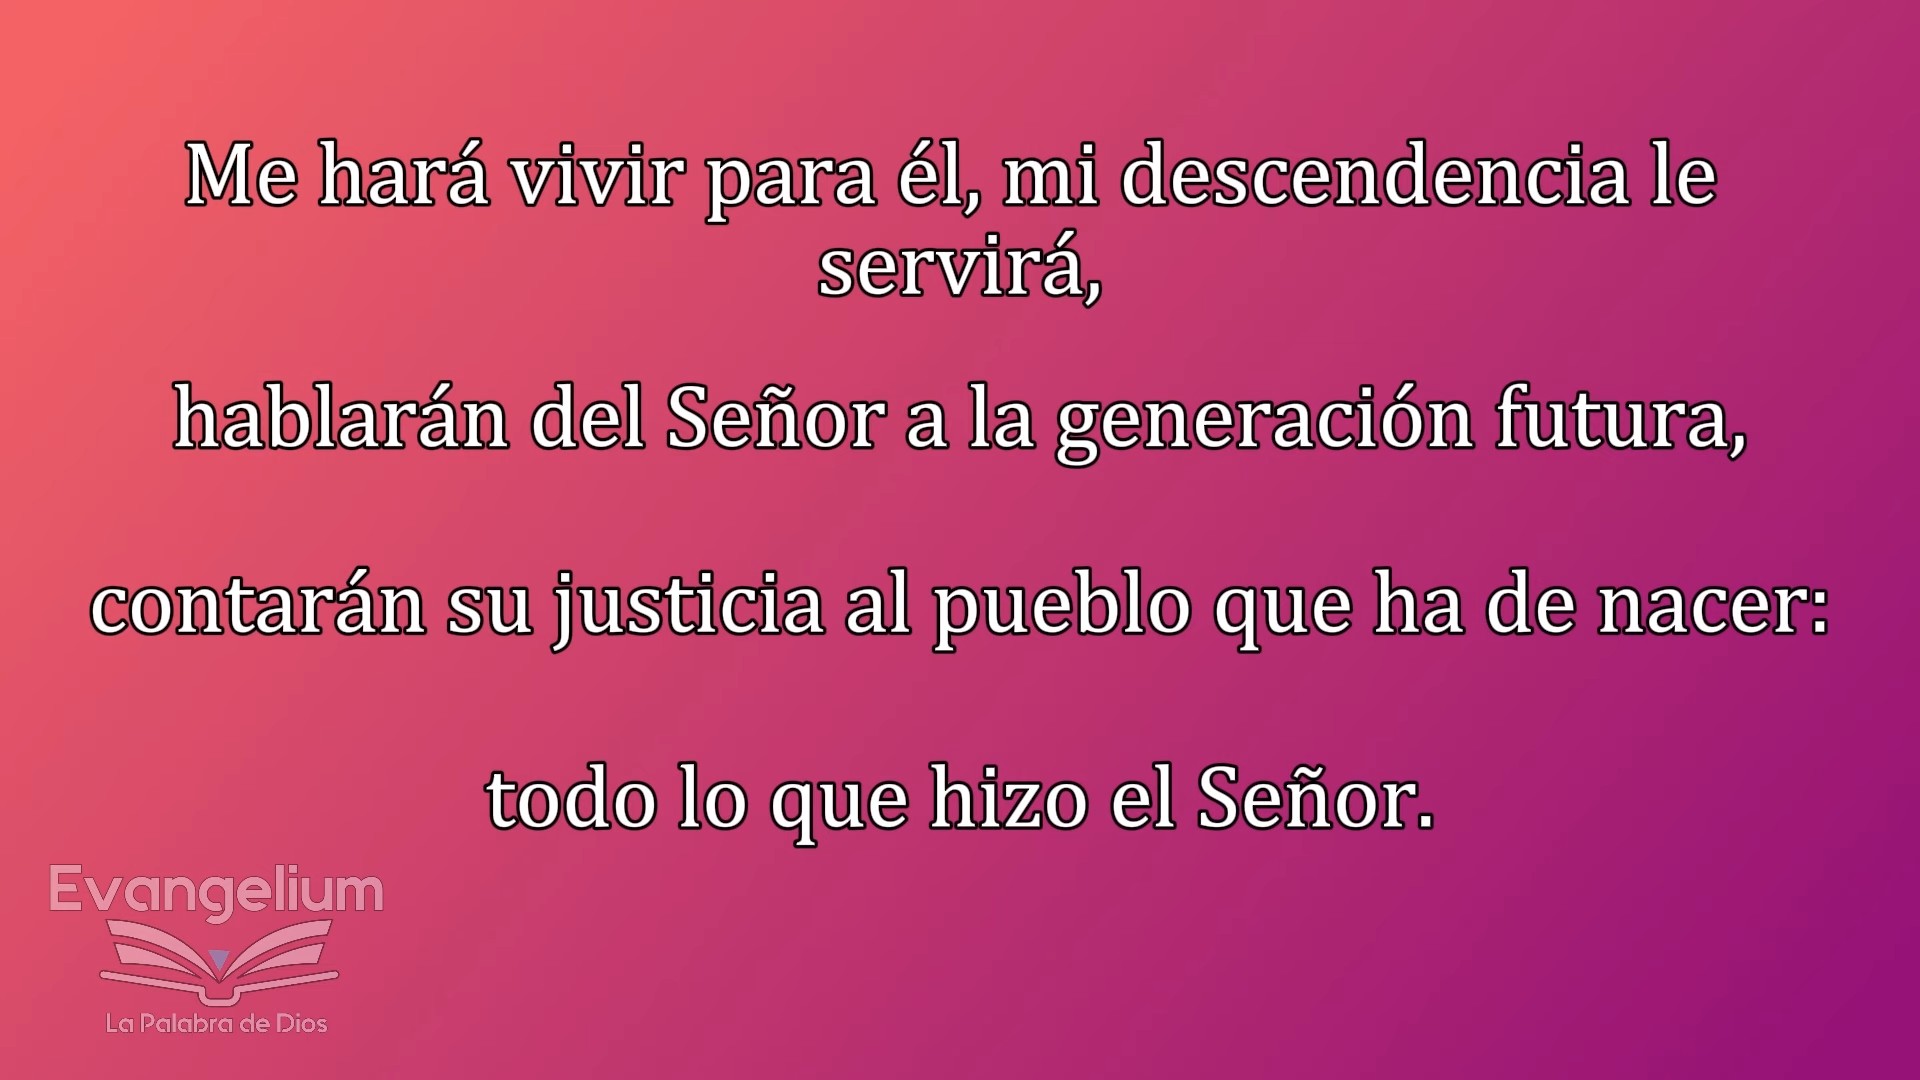 Me hará vivir para él, mi descendencia le
servirá,
hablarán del Señor a la generación futura,
contarán su justicia al pueblo que ha de nacer:
todo lo que hizo el Señor.
Evangelium
La Palabra de Dios